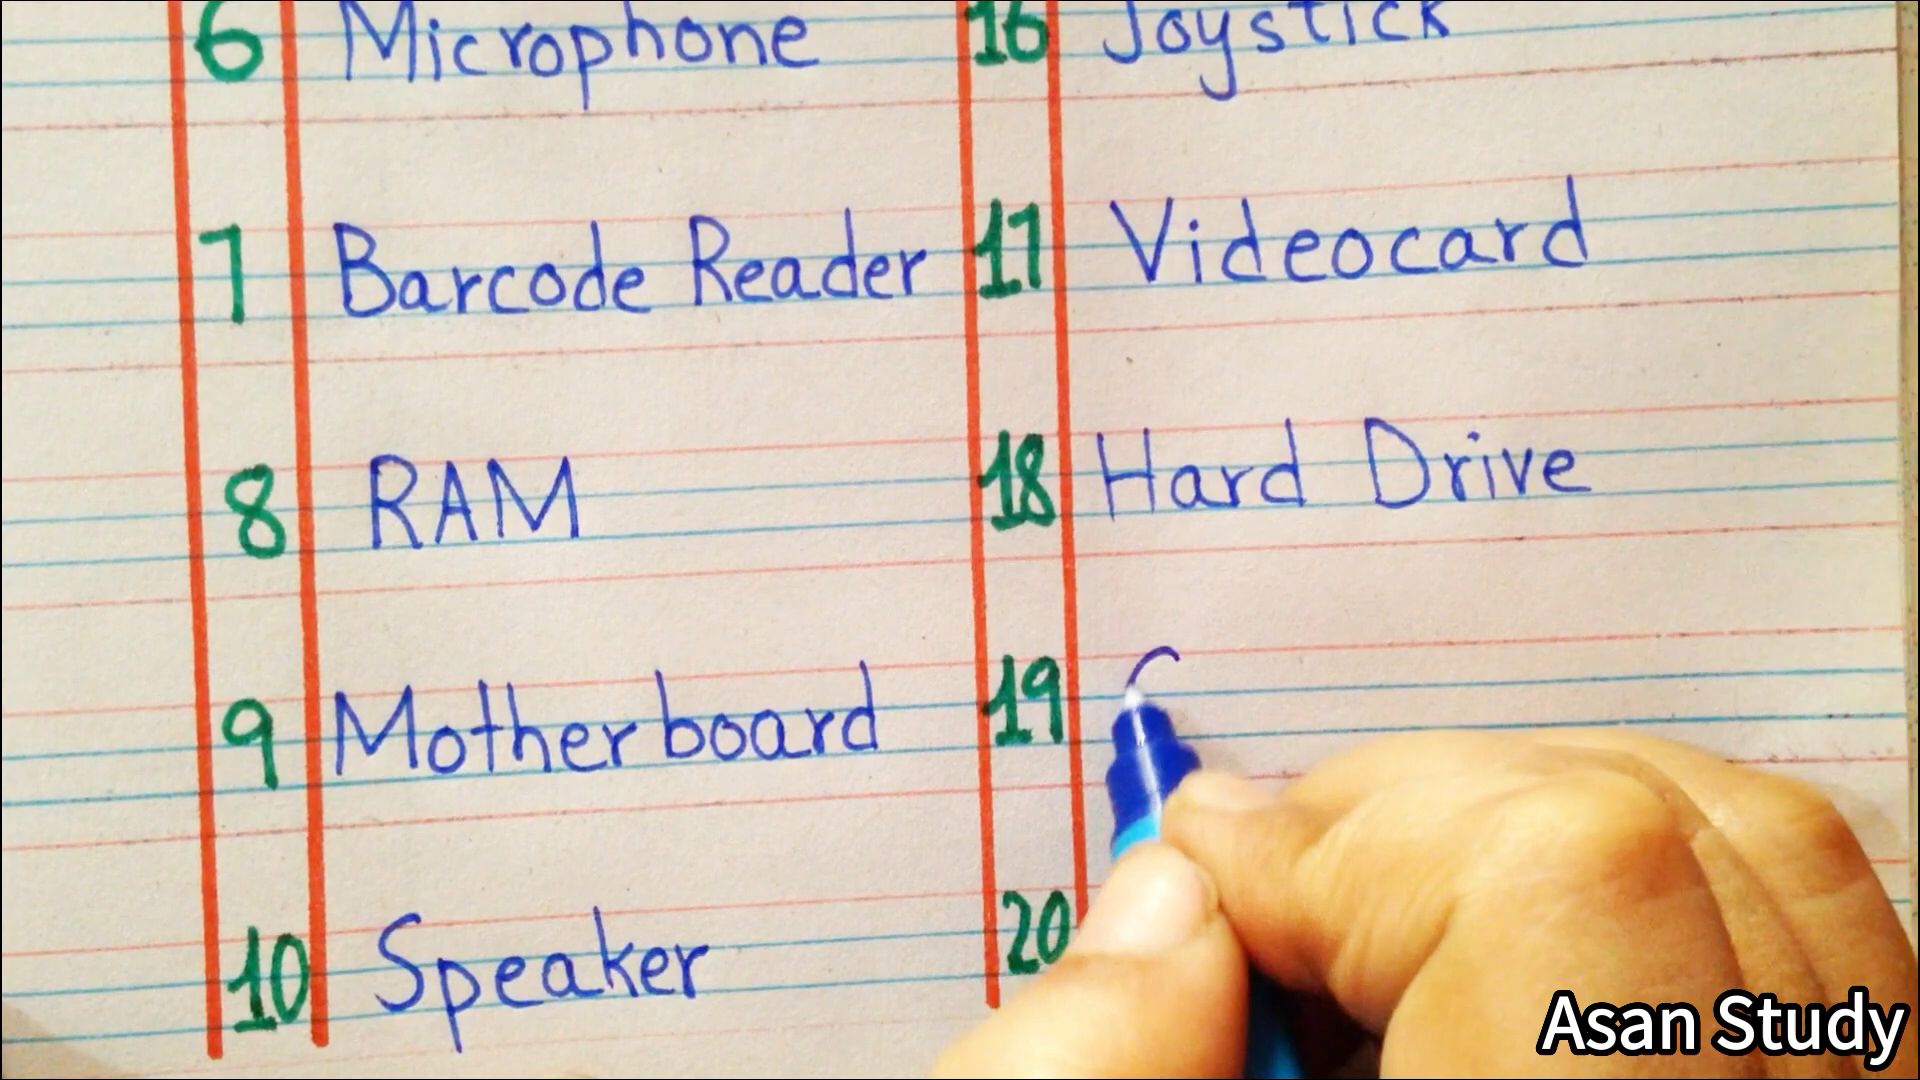 6 Microphone 16 Joystick
7 Barcode Reader 17 Videocard
8 RAM 18 Hard Drive
9 Motherboard 19
10 Speaker 20
Asan Study